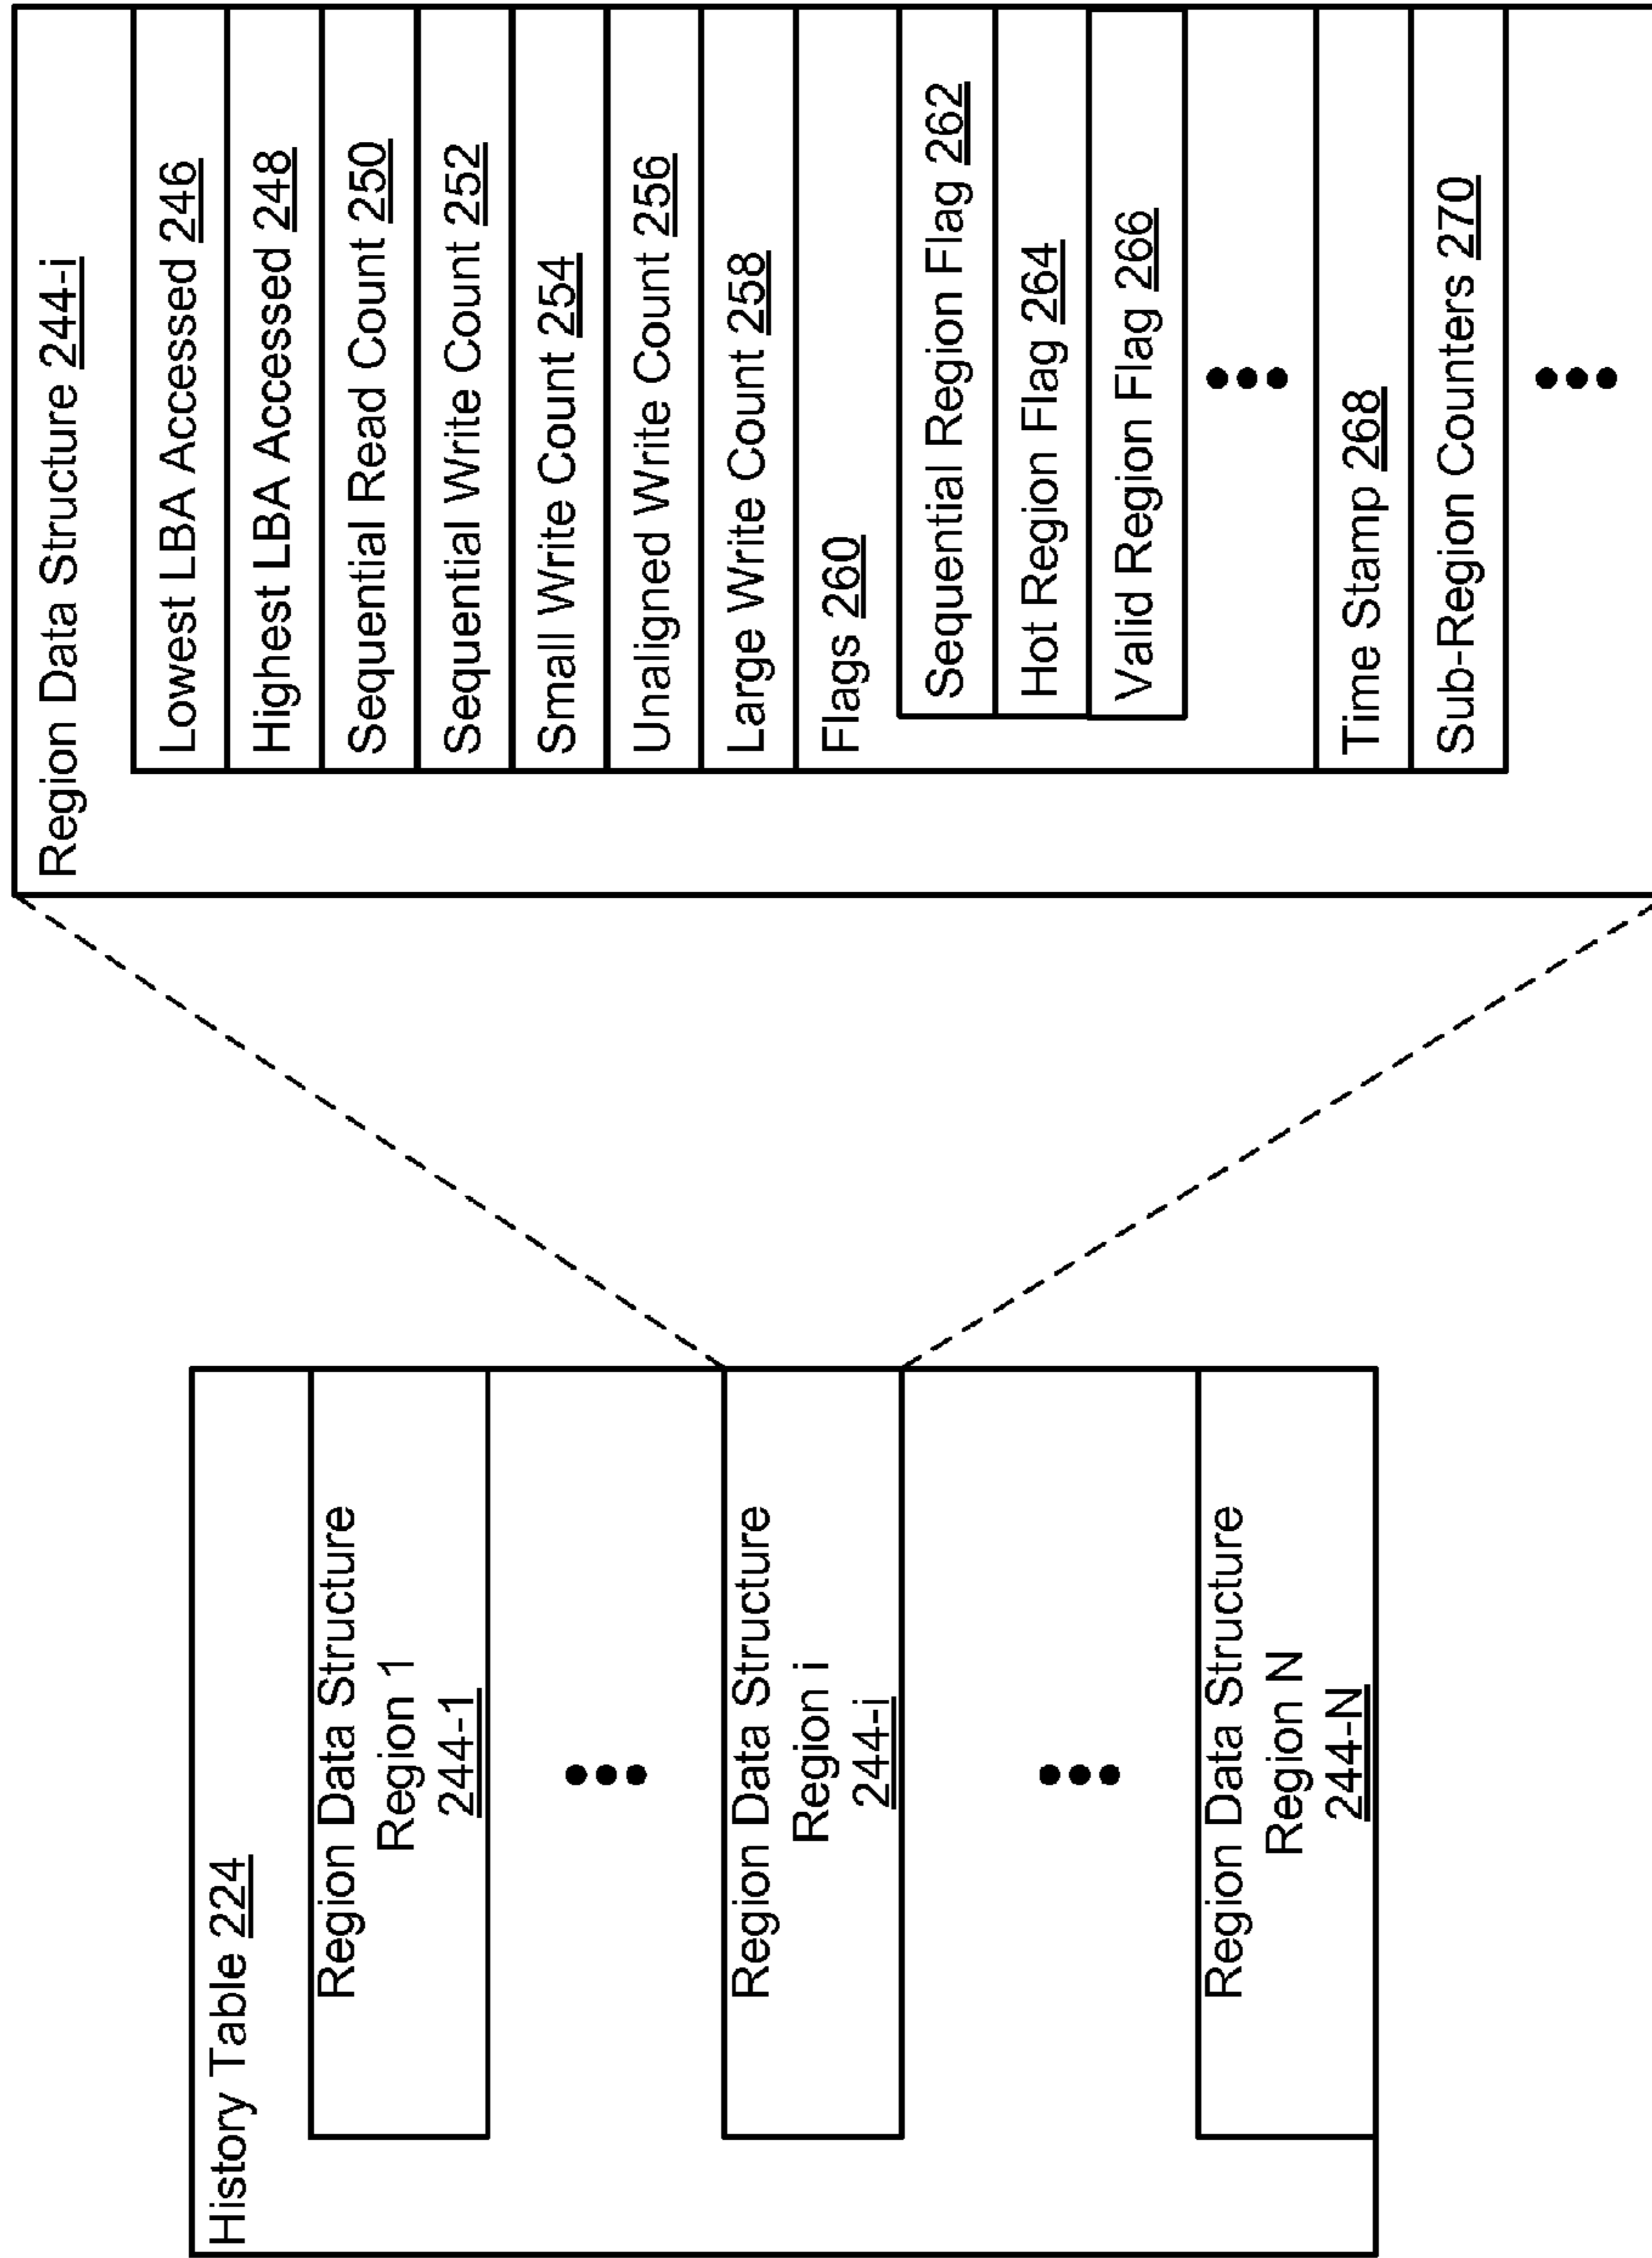 History Table 224
Region Data Structure
Region 1
244-1
Region Data Structure
Region i
244-i
Region Data Structure
Region N
244-N
Region Data Structure 244-i
Lowest LBA Accessed 246
Highest LBA Accessed 248
Sequential Read Count 250
Sequential Write Count 252
Small Write Count 254
Unaligned Write Count 256
Large Write Count 258
Flags 260
Sequential Region Flag 262
Hot Region Flag 264
Valid Region Flag 266
Time Stamp 268
Sub-Region Counters 270